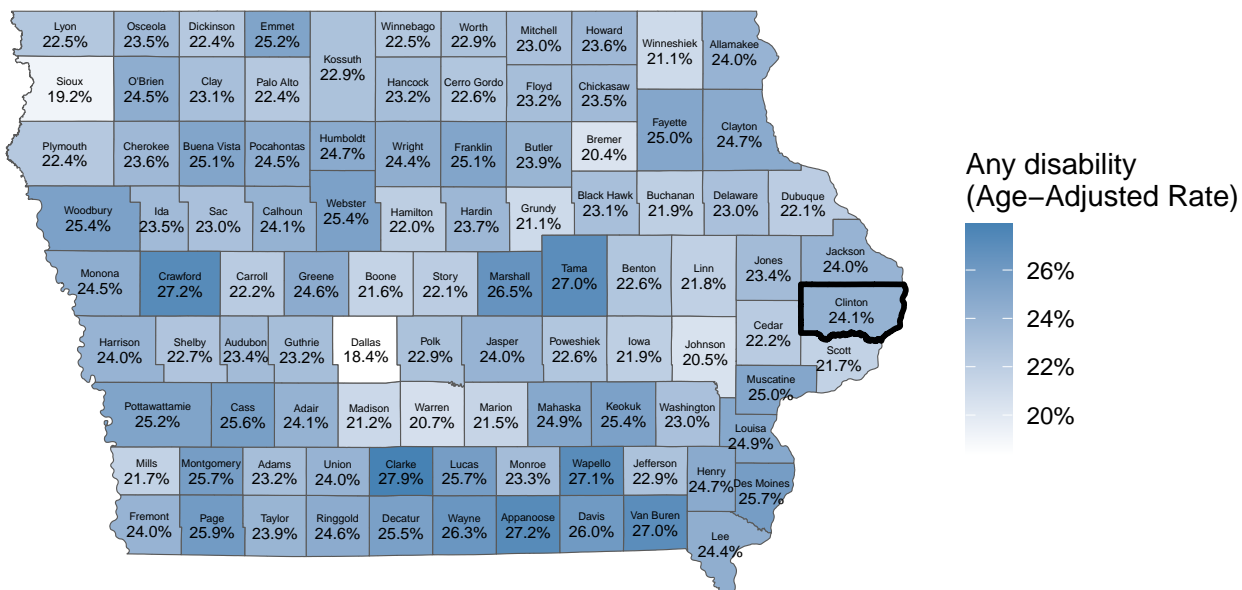 Lyon
22.5%
Osceola
23.5%
Dickinson
22.4%
Emmet
25.2%
Kossuth
22.9%
Winnebago
22.5%
Worth
22.9%
Mitchell
23.0%
Howard
23.6%
Winneshiek
21.1%
Allamakee
24.0%
Sioux
19.2%
O'Brien
24.5%
Clay
23.1%
Palo Alto
22.4%
Hancock
23.2%
Cerro Gordo
22.6%
Floyd
23.2%
Chickasaw
23.5%
Plymouth
22.4%
Cherokee
23.6%
Buena Vista
25.1%
Pocahontas
24.5%
Humboldt
24.7%
Wright
24.4%
Franklin
25.1%
Butler
23.9%
Bremer
20.4%
Fayette
25.0%
Clayton
24.7%
Woodbury
25.4%
Ida
23.5%
Sac
23.0%
Calhoun
24.1%
Webster
25.4%
Hamilton
22.0%
Hardin
23.7%
Grundy
21.1%
Black Hawk
23.1%
Buchanan
21.9%
Delaware
23.0%
Dubuque
22.1%
Monona
24.5%
Crawford
27.2%
Carroll
22.2%
Greene
24.6%
Boone
21.6%
Story
22.1%
Marshall
26.5%
Tama
27.0%
Benton
22.6%
Linn
21.8%
Jones
23.4%
Jackson
24.0%
Clinton
24.1%
Harrison
24.0%
Shelby
22.7%
Audubon
23.4%
Guthrie
23.2%
Dallas
18.4%
Polk
22.9%
Jasper
24.0%
Poweshiek
22.6%
Iowa
21.9%
Johnson
20.5%
Cedar
22.2%
Scott
21.7%
Muscatine
25.0%
Pottawattamie
25.2%
Cass
25.6%
Adair
24.1%
Madison
21.2%
Warren
20.7%
Marion
21.5%
Mahaska
24.9%
Keokuk
25.4%
Washington
23.0%
Louisa
24.9%
Mills
21.7%
Montgomery
25.7%
Adams
23.2%
Union
24.0%
Clarke
27.9%
Lucas
25.7%
Monroe
23.3%
Wapello
27.1%
Jefferson
22.9%
Henry
24.7%
Des Moines
25.7%
Fremont
24.0%
Page
25.9%
Taylor
23.9%
Ringgold
24.6%
Decatur
25.5%
Wayne
26.3%
Appanoose
27.2%
Davis
26.0%
Van Buren
27.0%
Lee
24.4%
Any disability
(Age−Adjusted Rate)
26%
24%
22%
20%